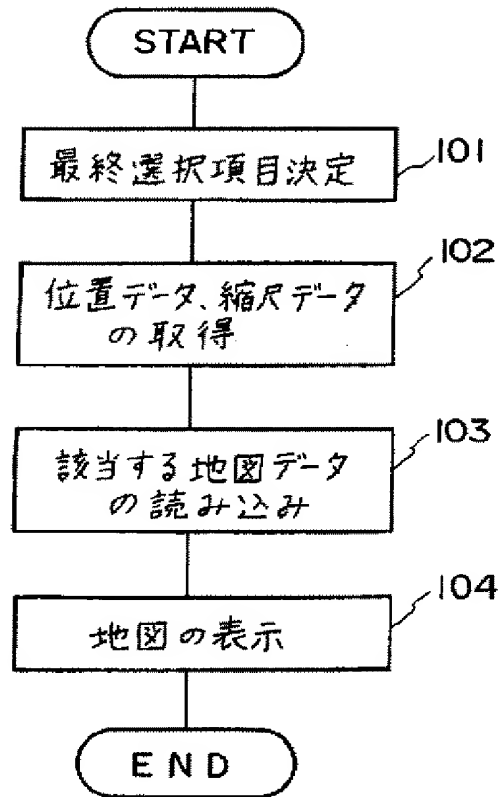 START
最終選択項目決定
101
位置データ、縮尺データ
の取得
102
該当する地図データ
の読み込み
103
地図の表示
104
END